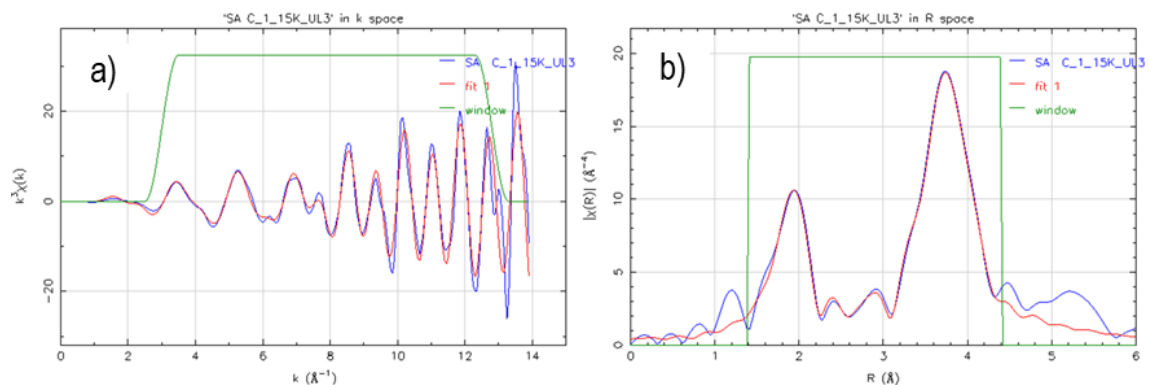 'SA C_1_15K_UL3' in k space
a)
SA C_1_15K_UL3
fit 1
window
20
0
−20
k³χ(k)
0 2 4 6 8 10 12 14
k (Å⁻¹)
'SA C_1_15K_UL3' in R space
b)
SA C_1_15K_UL3
fit 1
window
20
15
10
5
0
|χ(R)| (Å⁻⁴)
0 1 2 3 4 5 6
R (Å)